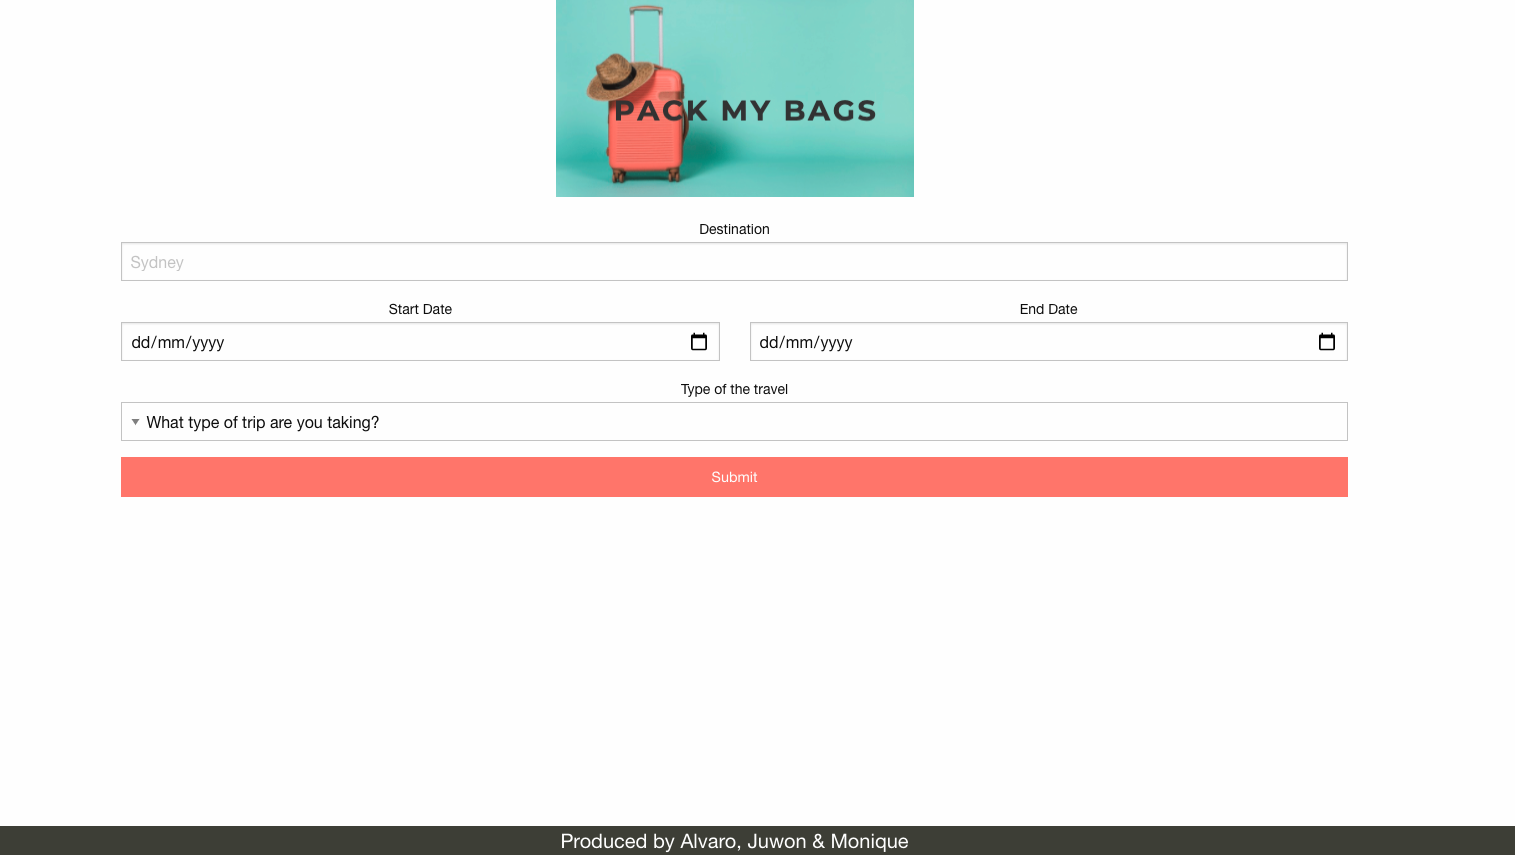 PACK MY BAGS
Destination
Sydney
Start Date
End Date
dd/mm/yyyy
dd/mm/yyyy
Type of the travel
What type of trip are you taking?
Submit
Produced by Alvaro, Juwon & Monique